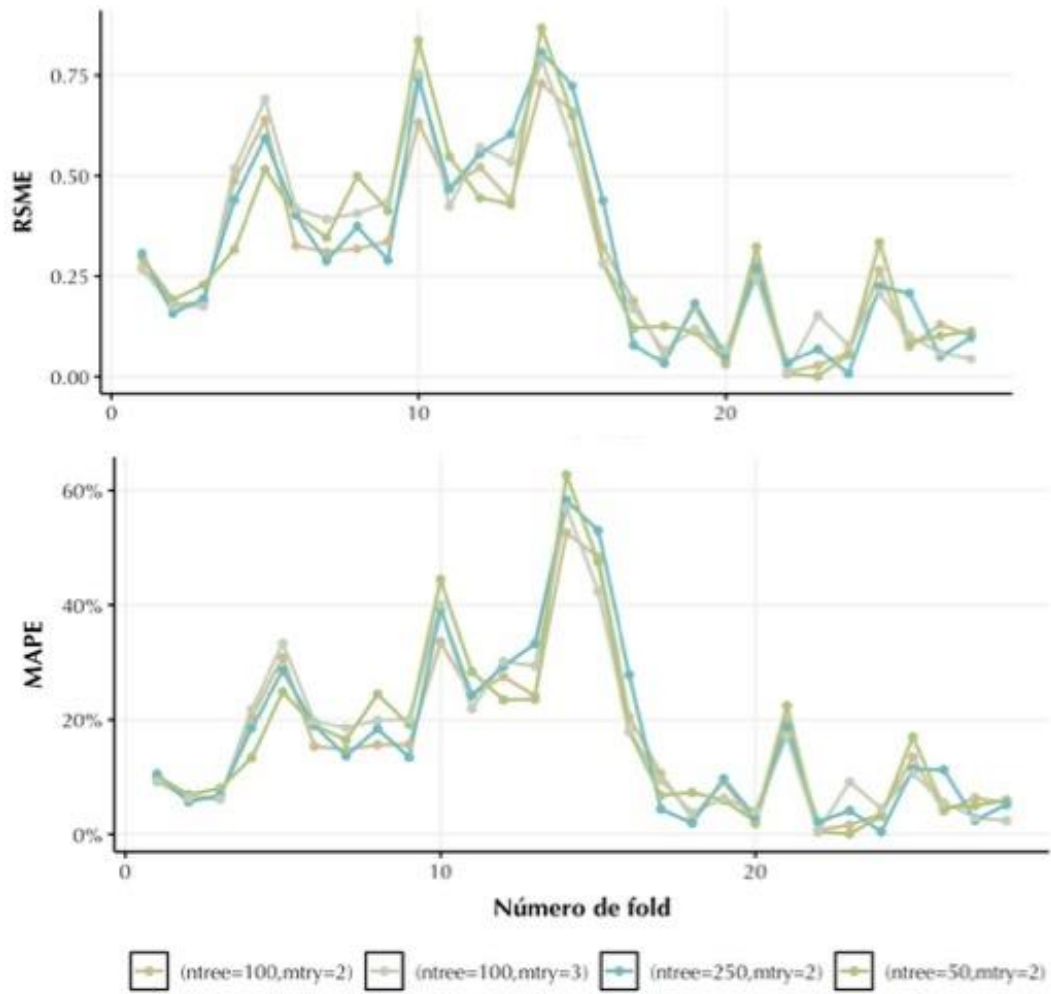 RSME
0.75
0.50
0.25
0.00
0
10
20
MAPE
60%
40%
20%
0%
0
10
20
Número de fold
(ntree=100,mtry=2)
(ntree=100,mtry=3)
(ntree=250,mtry=2)
(ntree=50,mtry=2)